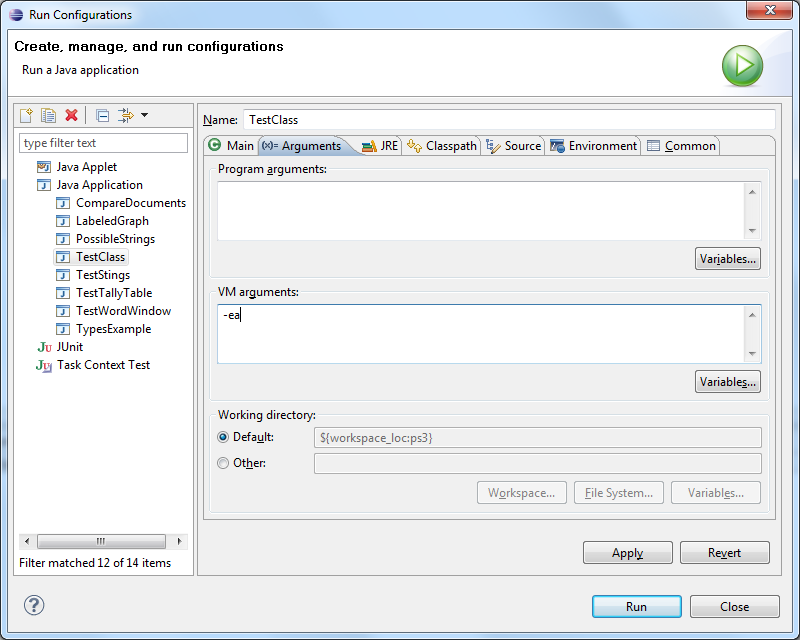 Run Configurations
Create, manage, and run configurations
Run a Java application
type filter text
Java Applet
Java Application
CompareDocuments
LabeledGraph
PossibleStrings
TestClass
TestStings
TestTallyTable
TestWordWindow
TypesExample
JUnit
Task Context Test
Filter matched 12 of 14 items
Name: TestClass
Main (x)= Arguments JRE Classpath Source Environment Common
Program arguments:
Variables...
VM arguments:
-ea
Variables...
Working directory:
Default: ${workspace_loc:ps3}
Other:
Workspace... File System... Variables...
Apply Revert
Run Close